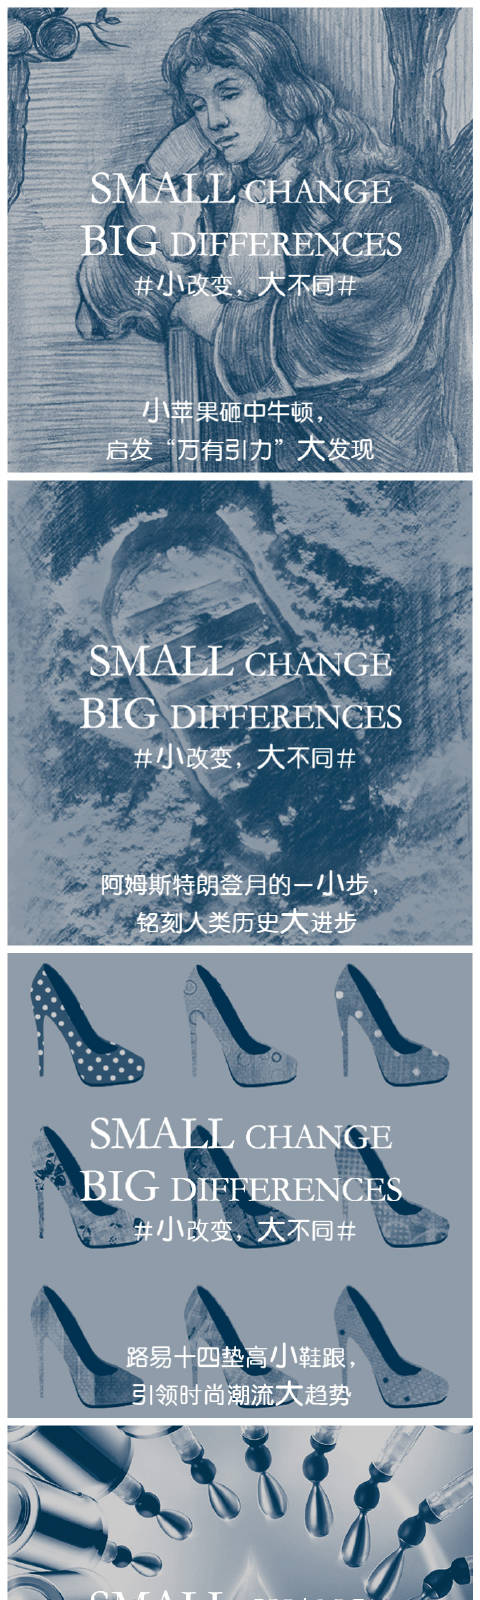 SMALL CHANGE
BIG DIFFERENCES
#小改变，大不同#
小苹果砸中牛顿，
启发“万有引力”大发现
SMALL CHANGE
BIG DIFFERENCES
#小改变，大不同#
阿姆斯特朗登月的一小步，
铭刻人类历史大进步
SMALL CHANGE
BIG DIFFERENCES
#小改变，大不同#
路易十四垫高小鞋跟，
引领时尚潮流大趋势
SMALL